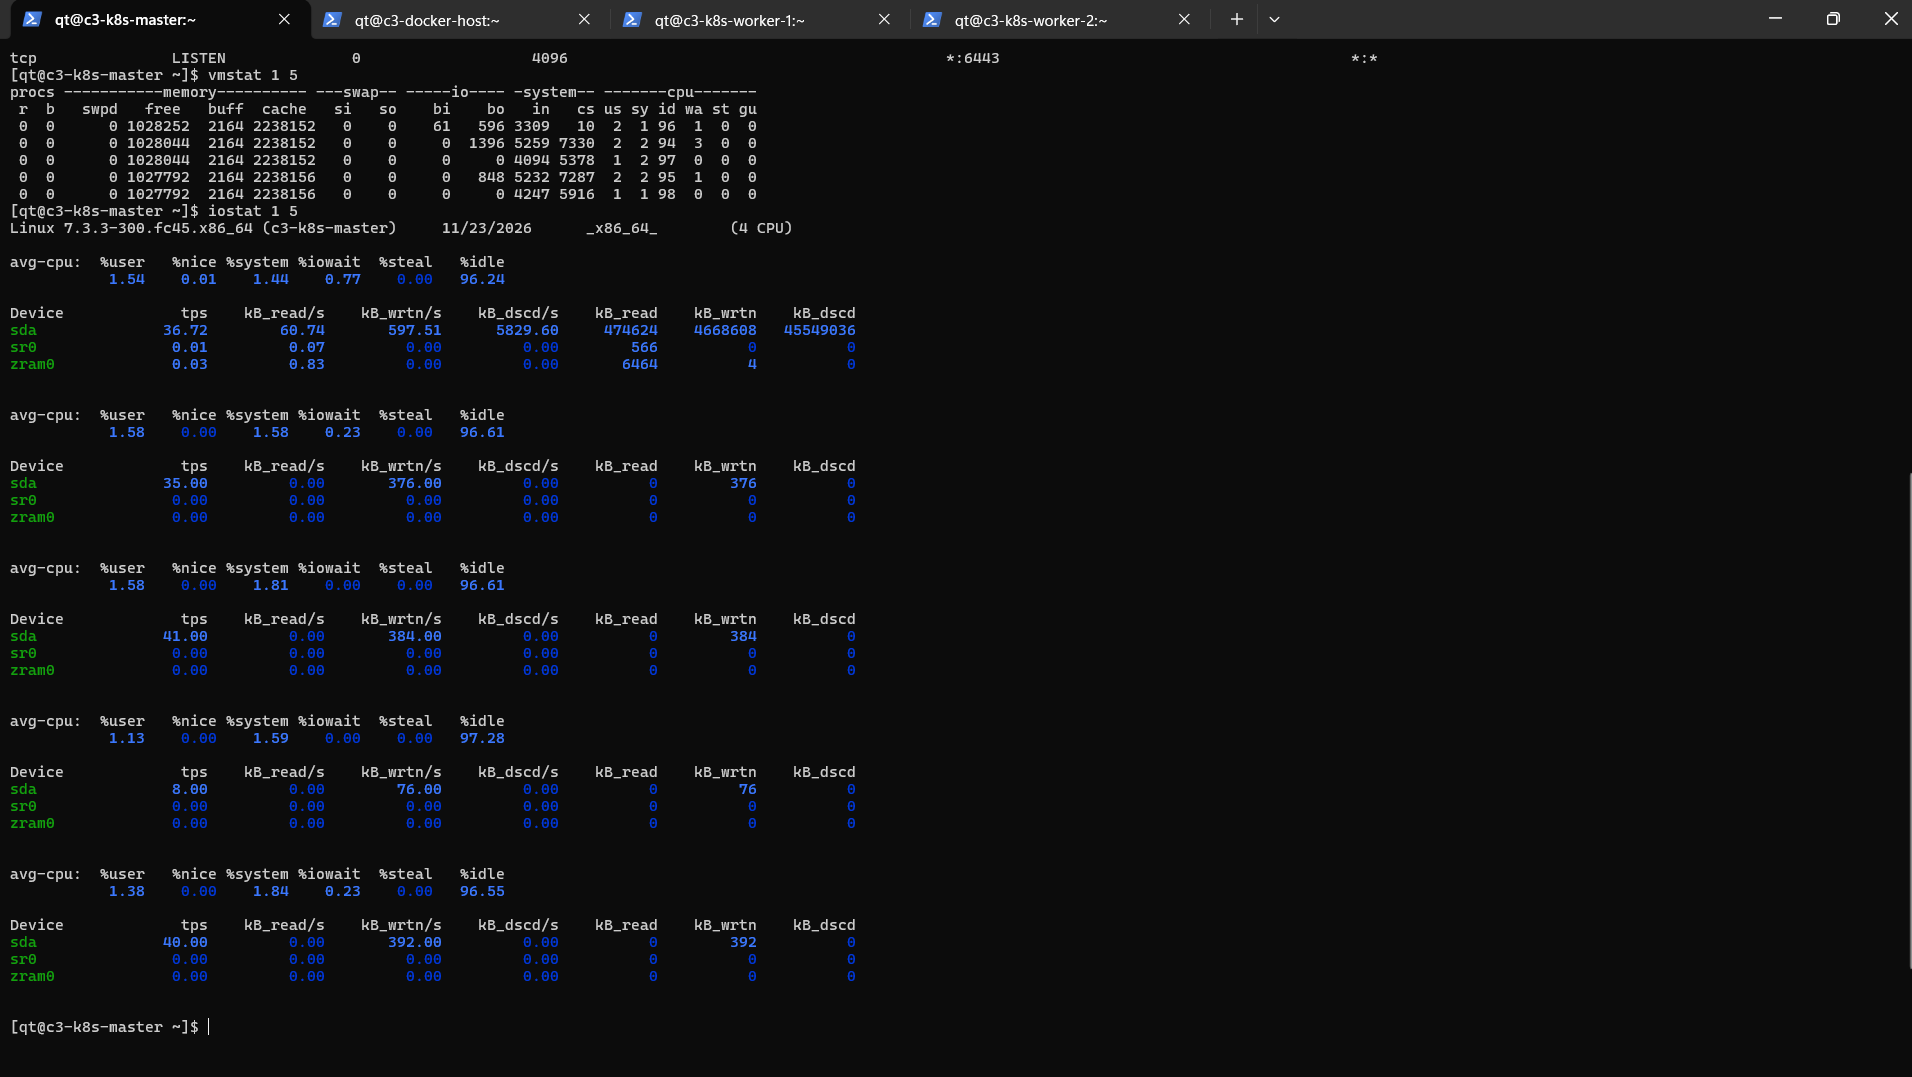 qt@c3-k8s-master:~ qt@c3-docker-host:~ qt@c3-k8s-worker-1:~ qt@c3-k8s-worker-2:~
tcp LISTEN 0 4096 *:6443 *:*
[qt@c3-k8s-master ~]$ vmstat 1 5
procs -----------memory---------- ---swap-- -----io---- -system-- -------cpu-------
r b swpd free buff cache si so bi bo in cs us sy id wa st gu
0 0 0 1028252 2164 2238152 0 0 61 596 3309 10 2 1 96 1 0 0
0 0 0 1028044 2164 2238152 0 0 0 1396 5259 7330 2 2 94 3 0 0
0 0 0 1028044 2164 2238152 0 0 0 0 4094 5378 1 2 97 0 0 0
0 0 0 1027792 2164 2238156 0 0 0 848 5232 7287 2 2 95 1 0 0
0 0 0 1027792 2164 2238156 0 0 0 0 4247 5916 1 1 98 0 0 0
[qt@c3-k8s-master ~]$ iostat 1 5
Linux 7.3.3-300.fc45.x86_64 (c3-k8s-master) 11/23/2026 _x86_64_ (4 CPU)
avg-cpu: %user %nice %system %iowait %steal %idle
1.54 0.01 1.44 0.77 0.00 96.24
Device tps kB_read/s kB_wrtn/s kB_dscd/s kB_read kB_wrtn kB_dscd
sda 36.72 60.74 597.51 5829.60 474624 4668608 45549036
sr0 0.01 0.07 0.00 0.00 566 0 0
zram0 0.03 0.83 0.00 0.00 6464 4 0
avg-cpu: %user %nice %system %iowait %steal %idle
1.58 0.00 1.58 0.23 0.00 96.61
Device tps kB_read/s kB_wrtn/s kB_dscd/s kB_read kB_wrtn kB_dscd
sda 35.00 0.00 376.00 0.00 0 376 0
sr0 0.00 0.00 0.00 0.00 0 0 0
zram0 0.00 0.00 0.00 0.00 0 0 0
avg-cpu: %user %nice %system %iowait %steal %idle
1.58 0.00 1.81 0.00 0.00 96.61
Device tps kB_read/s kB_wrtn/s kB_dscd/s kB_read kB_wrtn kB_dscd
sda 41.00 0.00 384.00 0.00 0 384 0
sr0 0.00 0.00 0.00 0.00 0 0 0
zram0 0.00 0.00 0.00 0.00 0 0 0
avg-cpu: %user %nice %system %iowait %steal %idle
1.13 0.00 1.59 0.00 0.00 97.28
Device tps kB_read/s kB_wrtn/s kB_dscd/s kB_read kB_wrtn kB_dscd
sda 8.00 0.00 76.00 0.00 0 76 0
sr0 0.00 0.00 0.00 0.00 0 0 0
zram0 0.00 0.00 0.00 0.00 0 0 0
avg-cpu: %user %nice %system %iowait %steal %idle
1.38 0.00 1.84 0.23 0.00 96.55
Device tps kB_read/s kB_wrtn/s kB_dscd/s kB_read kB_wrtn kB_dscd
sda 40.00 0.00 392.00 0.00 0 392 0
sr0 0.00 0.00 0.00 0.00 0 0 0
zram0 0.00 0.00 0.00 0.00 0 0 0
[qt@c3-k8s-master ~]$